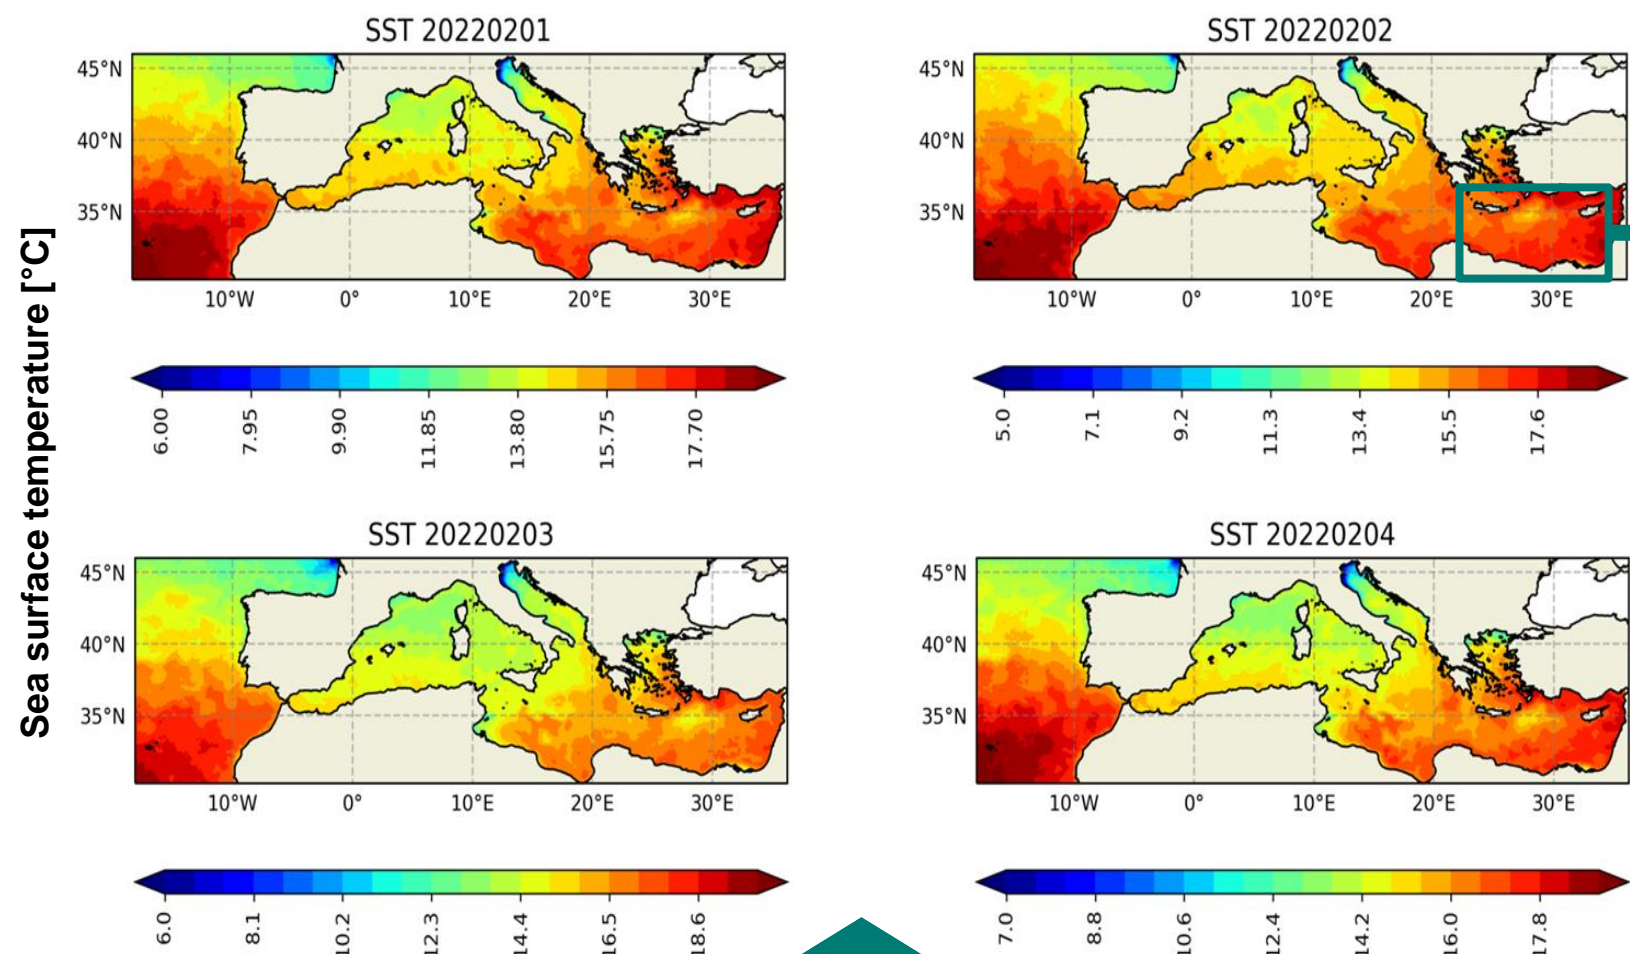 Sea surface temperature [°C]
SST 20220201
45°N
40°N
35°N
10°W 0° 10°E 20°E 30°E
6.00 7.95 9.90 11.85 13.80 15.75 17.70
SST 20220202
45°N
40°N
35°N
10°W 0° 10°E 20°E 30°E
5.0 7.1 9.2 11.3 13.4 15.5 17.6
SST 20220203
45°N
40°N
35°N
10°W 0° 10°E 20°E 30°E
6.0 8.1 10.2 12.3 14.4 16.5 18.6
SST 20220204
45°N
40°N
35°N
10°W 0° 10°E 20°E 30°E
7.0 8.8 10.6 12.4 14.2 16.0 17.8